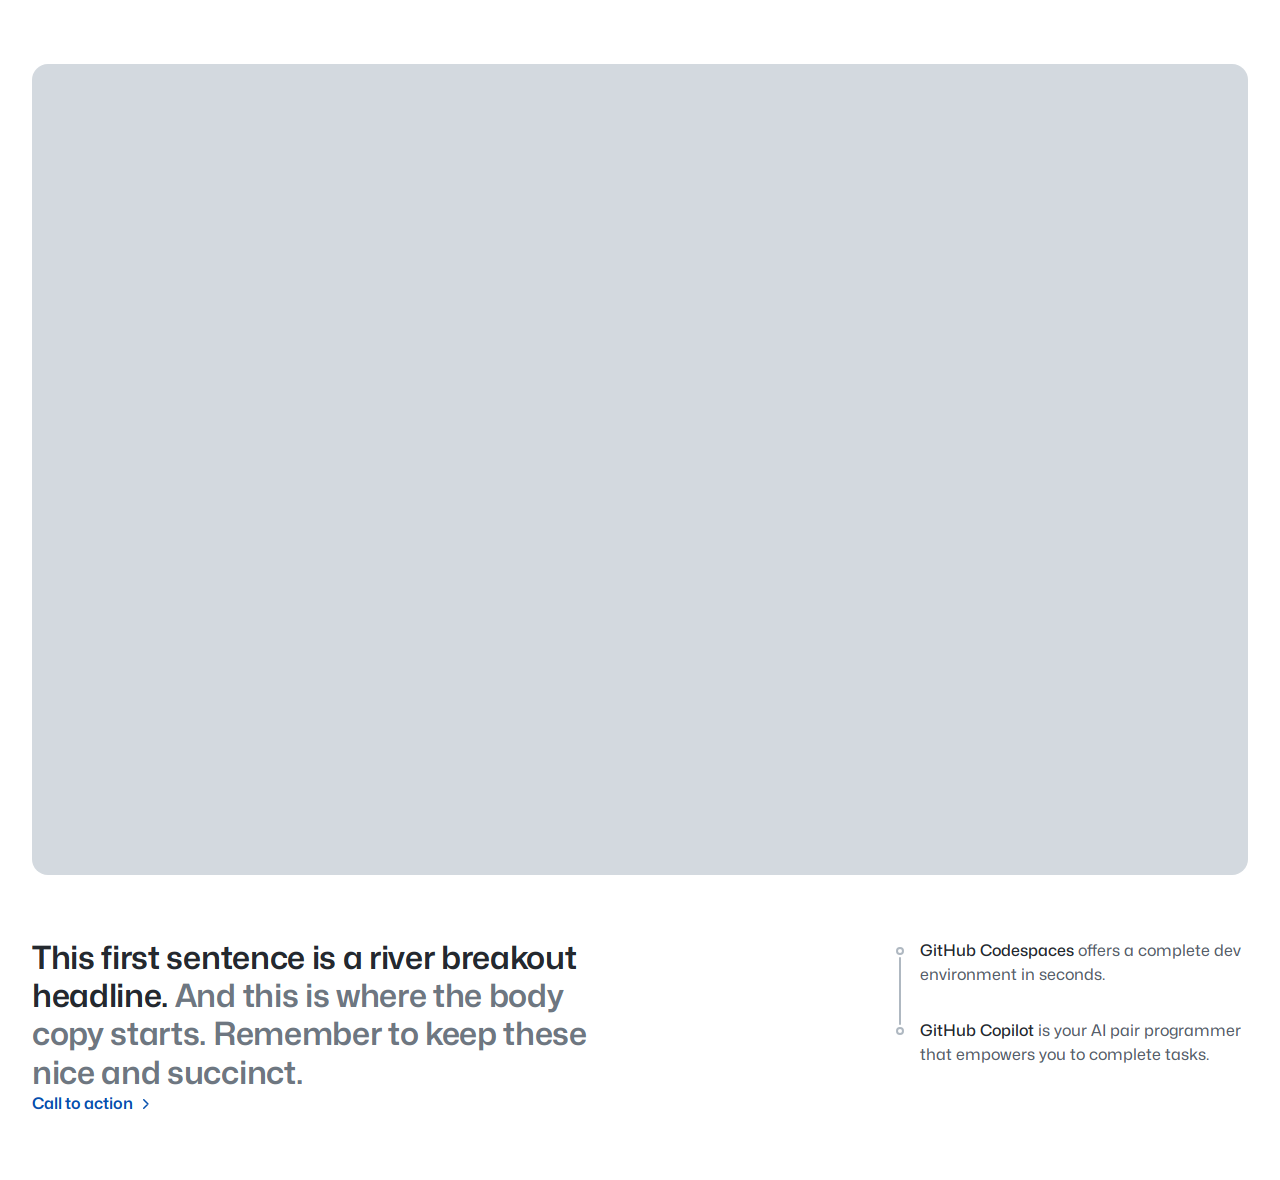 This first sentence is a river breakout
headline. And this is where the body
copy starts. Remember to keep these
nice and succinct.
Call to action
GitHub Codespaces offers a complete dev
environment in seconds.
GitHub Copilot is your AI pair programmer
that empowers you to complete tasks.